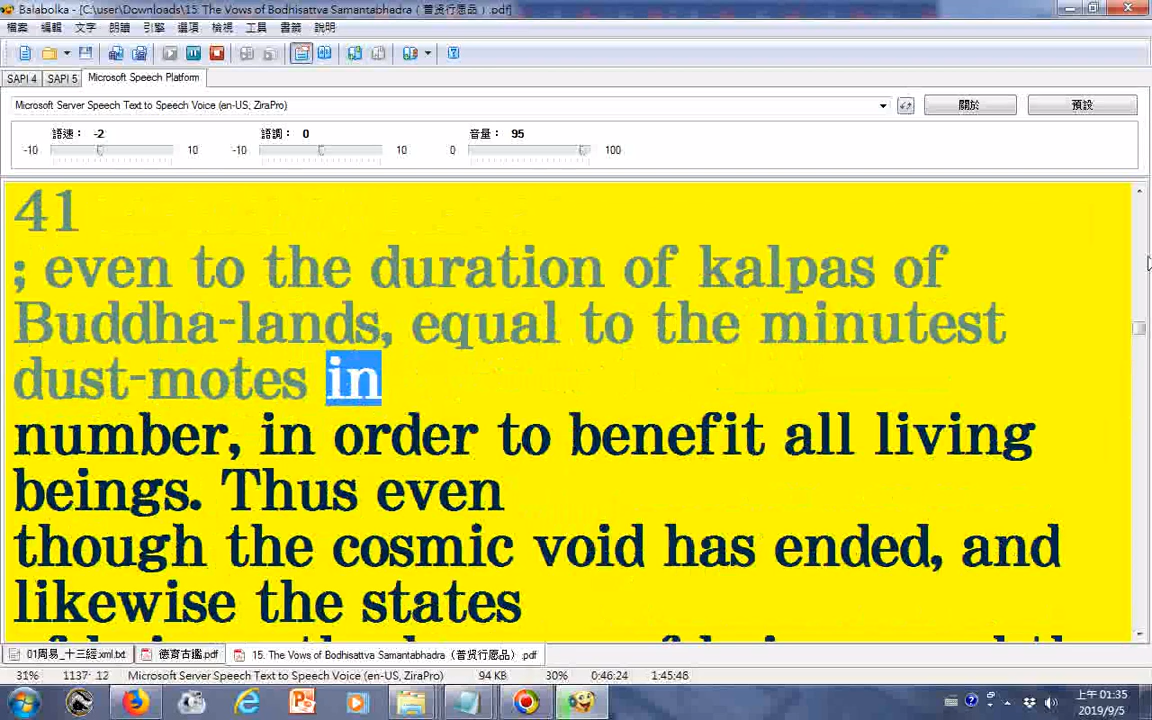 Balabolka - [C:\user\Downloads\15. The Vows of Bodhisattva Samantabhadra（普贤行愿品）.pdf]
檔案 編輯 文字 朗讀 引擎 選項 檢視 工具 書籤 說明
SAPI 4 SAPI 5 Microsoft Speech Platform
Microsoft Server Speech Text to Speech Voice (en-US, ZiraPro)
關於 預設
語速： -2 語調： 0 音量： 95
-10 10 -10 10 0 100
41
; even to the duration of kalpas of
Buddha-lands, equal to the minutest
dust-motes in
number, in order to benefit all living
beings. Thus even
though the cosmic void has ended, and
likewise the states
01周易_十三經.xml.txt 德育古鑑.pdf 15. The Vows of Bodhisattva Samantabhadra（普贤行愿品）.pdf
31% 1137: 12 Microsoft Server Speech Text to Speech Voice (en-US, ZiraPro) 94 KB 30% 0:46:24 1:45:48
上午 01:35
2019/9/5